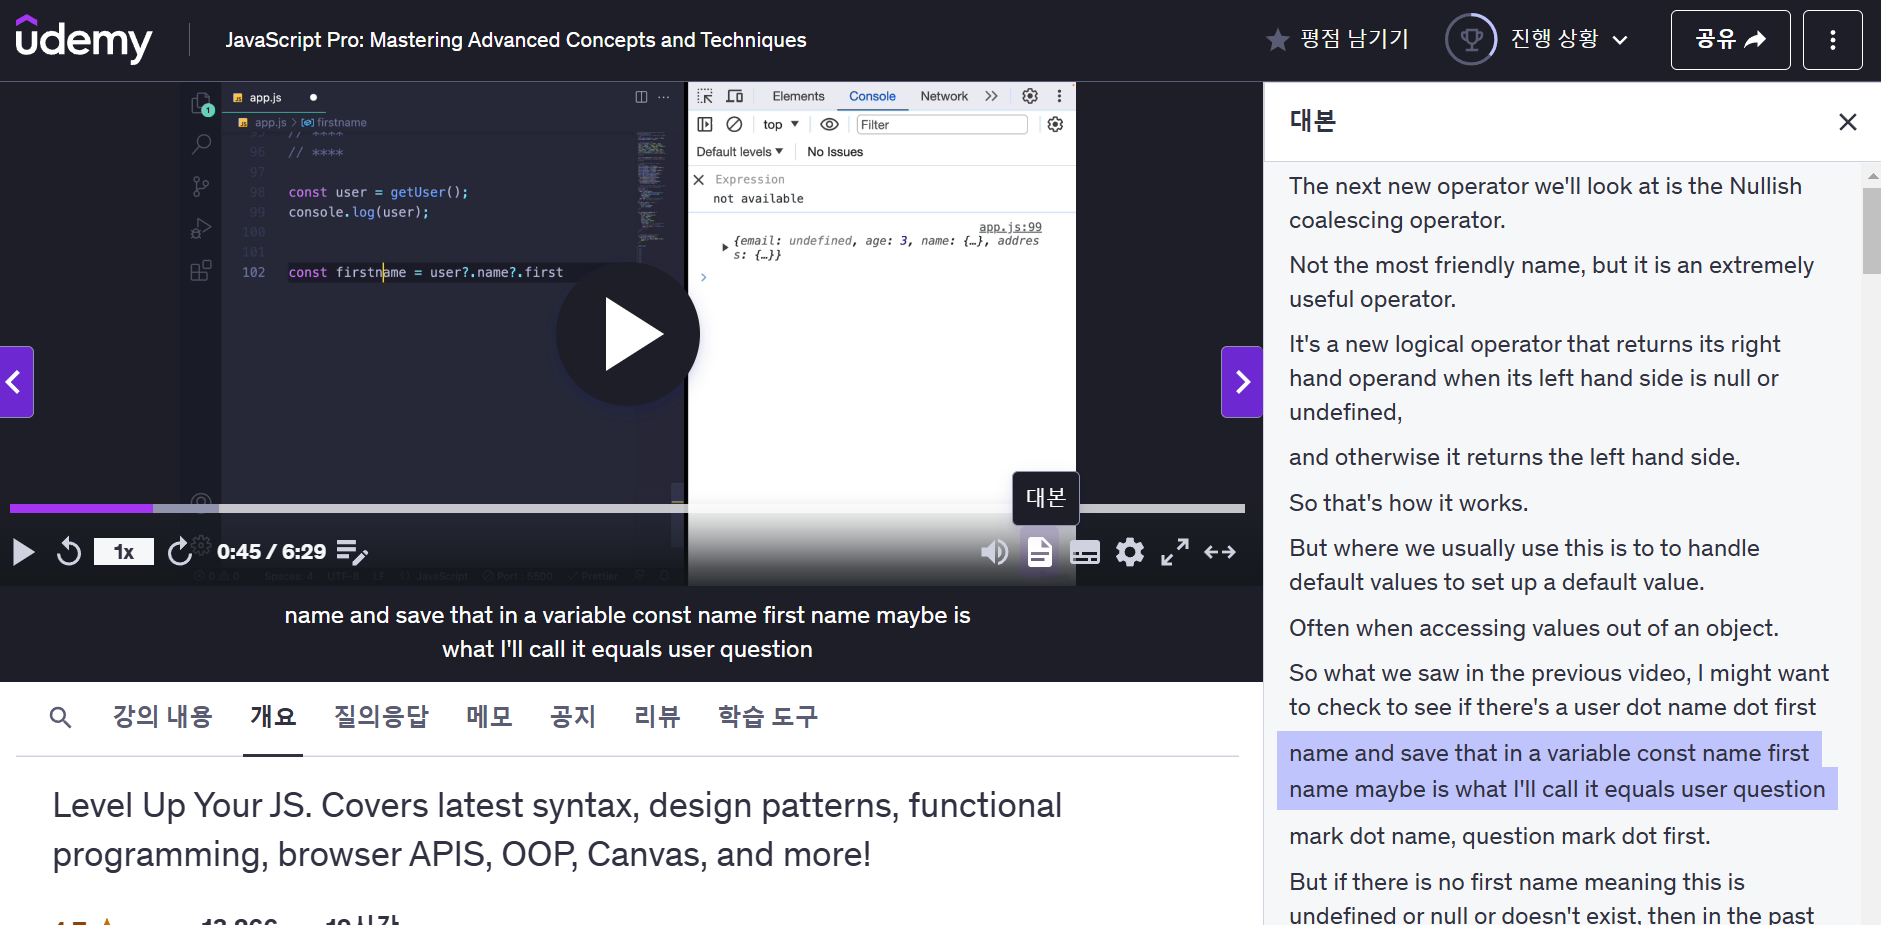 udemy
JavaScript Pro: Mastering Advanced Concepts and Techniques
평점 남기기
진행 상황
공유
1
app.js
app.js > firstname
95 // ****
96 // ****
97
98 const user = getUser();
99 console.log(user);
100
101
102 const firstname = user?.name?.first
Elements
Console
Network
top
Filter
Default levels
No Issues
Expression
not available
app.js:99
{email: undefined, age: 3, name: {…}, addres
s: {…}}
대본
1x
0:45 / 6:29
Spaces: 4 UTF-8 LF JavaScript Port : 5500 Prettier
name and save that in a variable const name first name maybe is
what I'll call it equals user question
강의 내용
개요
질의응답
메모
공지
리뷰
학습 도구
Level Up Your JS. Covers latest syntax, design patterns, functional
programming, browser APIS, OOP, Canvas, and more!
대본
The next new operator we'll look at is the Nullish
coalescing operator.
Not the most friendly name, but it is an extremely
useful operator.
It's a new logical operator that returns its right
hand operand when its left hand side is null or
undefined,
and otherwise it returns the left hand side.
So that's how it works.
But where we usually use this is to to handle
default values to set up a default value.
Often when accessing values out of an object.
So what we saw in the previous video, I might want
to check to see if there's a user dot name dot first
name and save that in a variable const name first
name maybe is what I'll call it equals user question
mark dot name, question mark dot first.
But if there is no first name meaning this is
undefined or null or doesn't exist, then in the past